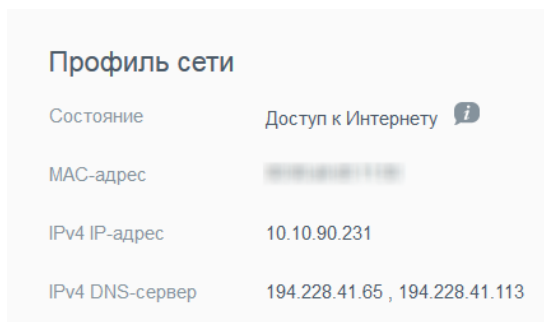 Профиль сети
Состояние Доступ к Интернету i
MAC-адрес
IPv4 IP-адрес 10.10.90.231
IPv4 DNS-сервер 194.228.41.65 , 194.228.41.113